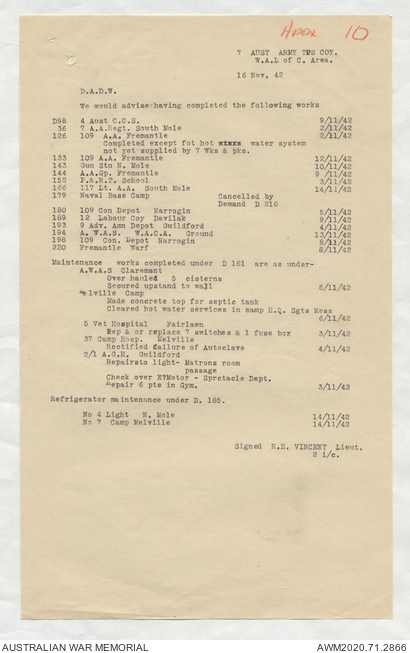 Happx 10
7 AUST ARMY TPS COY.
W.A.L of C. Area.
16 Nov. 42
D.A.D.W.
We would advise:having completed the following works
D98 4 Aust C.C.S. 9/11/42
36 7 A.A.Regt. South Mole 2/11/42
126 109 A.A. Fremantle 2/11/42
Completed except fot hot water system
not yet supplied by 7 Wks & pks.
133 109 A.A. Fremantle 12/11/42
143 Gun Stn N. Mole 10/11/42
144 A.A.Gp. Fremantle 9 /11/42
152 P.&R.T. School 3/11/42
166 117 Lt. A.A. South Mole 14/11/42
179 Naval Base Camp Cancelled by
Demand D 216
180 109 Con Depot Narrogin 5/11/42
189 12 Labour Coy Davilak 9/11/42
193 9 Adv. Amn Depot Guildford 4/11/42
194 A. W.A.S. W.A.C.A. Ground 13/11/42
198 109 Con. Depot Narrogin 8/11/42
220 Fremantle Warf 8/11/42
Maintenance works completed under D 161 are as under-
A.W.A.S Claremont
Over hauled 5 cisterns
Secured upstand to wall 6/11/42
Melville Camp
Made concrete top for septic tank
Cleared hot water services in camp H.Q. Sgts Mess
6/11/42
5 Vet Hospital Fairlawn
Rep & or replace 7 switches & 1 fuse box 3/11/42
37 Camp Hosp. Melville
Rectified failure of Autoclave 4/11/42
2/1 A.G.H. Guildford
Repairsto light- Matrons room
passage
Check over Motor - Sprctacle Dept.
Repair 6 pts in Gym. 3/11/42
Refrigerator maintenance under D. 185.
No 4 Light N. Mole 14/11/42
No 7 Camp Melville 14/11/42
Signed R.H. VINCENT Lieut.
2 i/c.
AUSTRALIAN WAR MEMORIAL AWM2020.71.2866